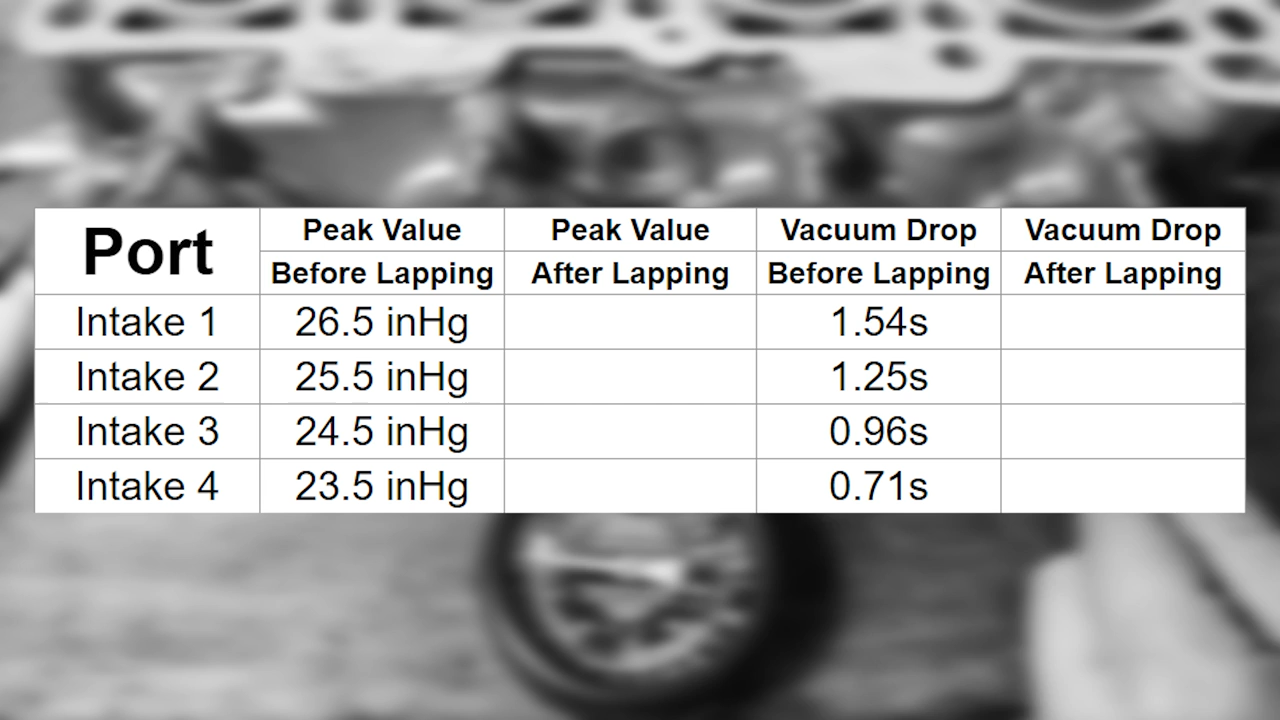 Port Peak Value Peak Value Vacuum Drop Vacuum Drop
Before Lapping After Lapping Before Lapping After Lapping
Intake 1 26.5 inHg 1.54s
Intake 2 25.5 inHg 1.25s
Intake 3 24.5 inHg 0.96s
Intake 4 23.5 inHg 0.71s